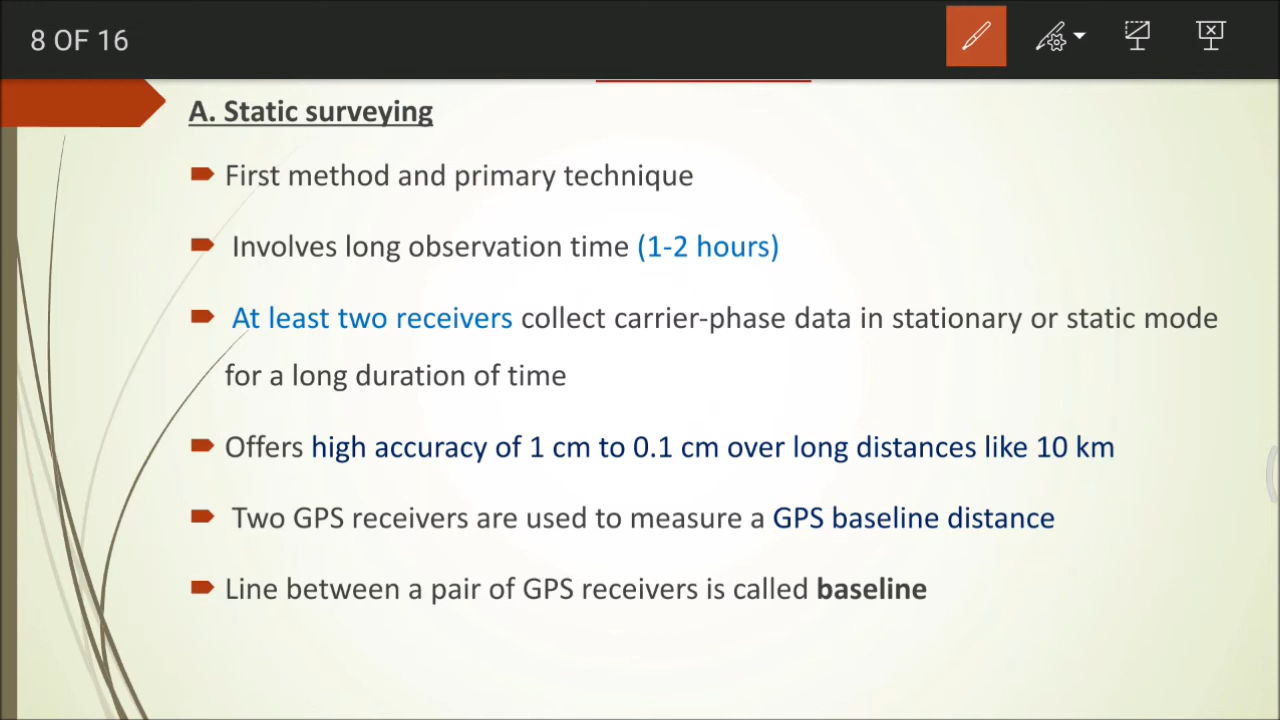 8 OF 16
A. Static surveying
First method and primary technique
Involves long observation time (1-2 hours)
At least two receivers collect carrier-phase data in stationary or static mode
for a long duration of time
Offers high accuracy of 1 cm to 0.1 cm over long distances like 10 km
Two GPS receivers are used to measure a GPS baseline distance
Line between a pair of GPS receivers is called baseline